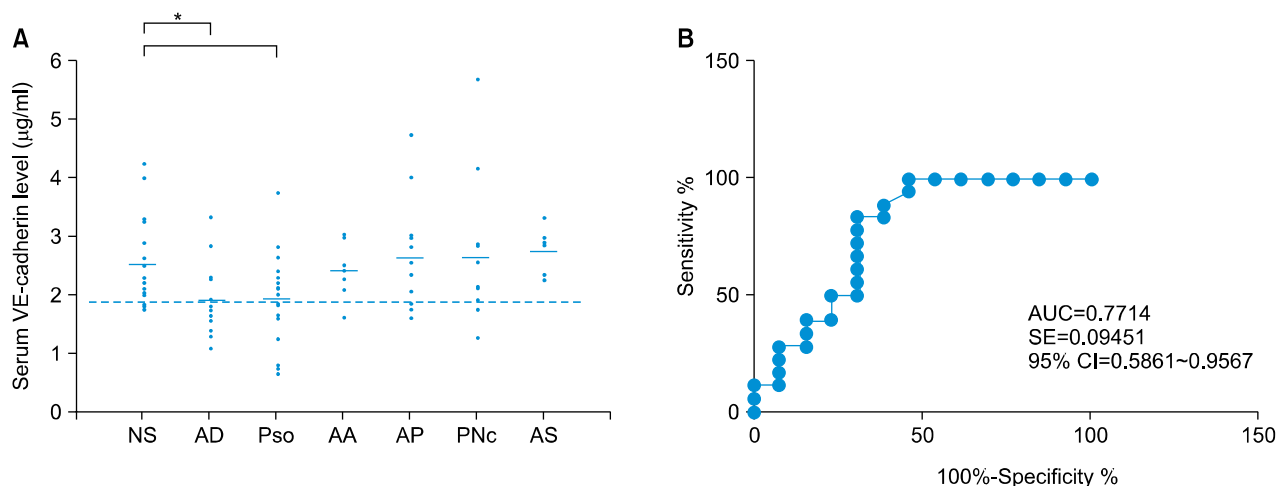 A
*
Serum VE-cadherin level (μg/ml)
6
5
4
3
2
1
0
NS AD Pso AA AP PNc AS
B
Sensitivity %
150
100
50
0
0 50 100 150
100%-Specificity %
AUC=0.7714
SE=0.09451
95% CI=0.5861~0.9567